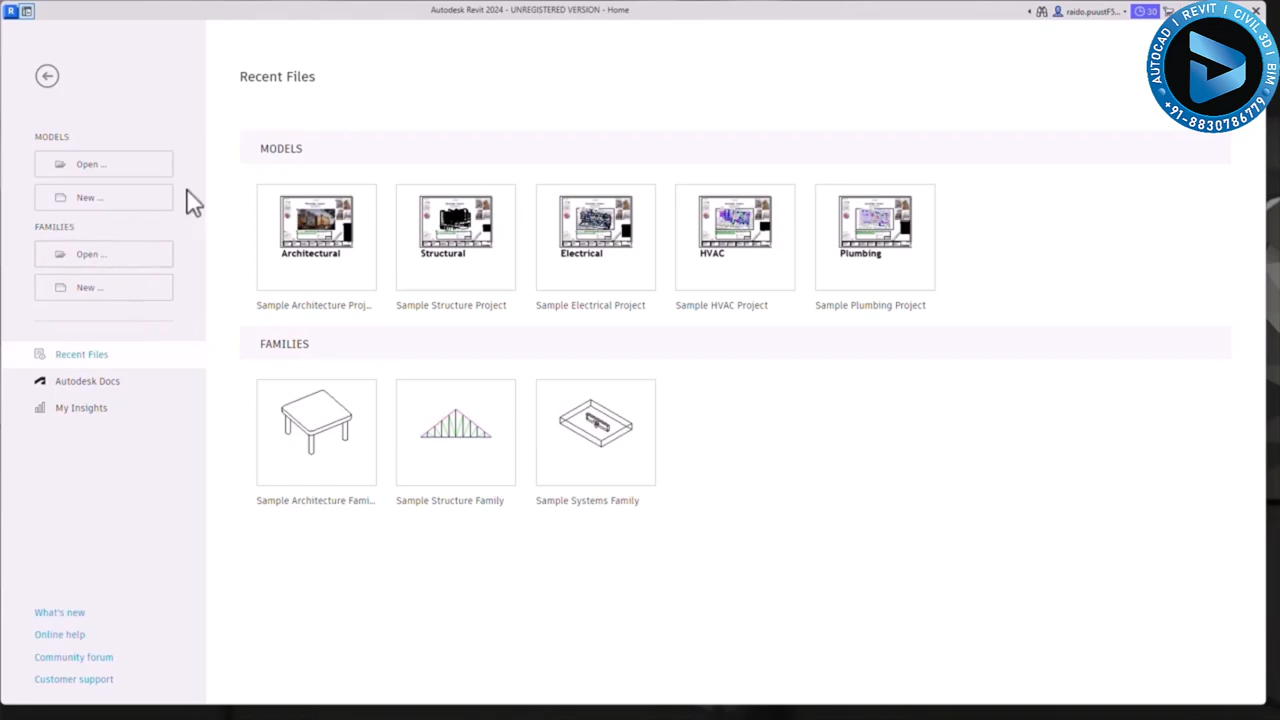 Autodesk Revit 2024 - UNREGISTERED VERSION - Home
raido.puustF5...
30
AUTOCAD | REVIT | CIVIL 3D | BIM
+91-8830786779
Recent Files
MODELS
Open ...
New ...
FAMILIES
Open ...
New ...
Recent Files
Autodesk Docs
My Insights
What's new
Online help
Community forum
Customer support
MODELS
Architectural
Structural
Electrical
HVAC
Plumbing
Sample Architecture Proj...
Sample Structure Project
Sample Electrical Project
Sample HVAC Project
Sample Plumbing Project
FAMILIES
Sample Architecture Fami...
Sample Structure Family
Sample Systems Family